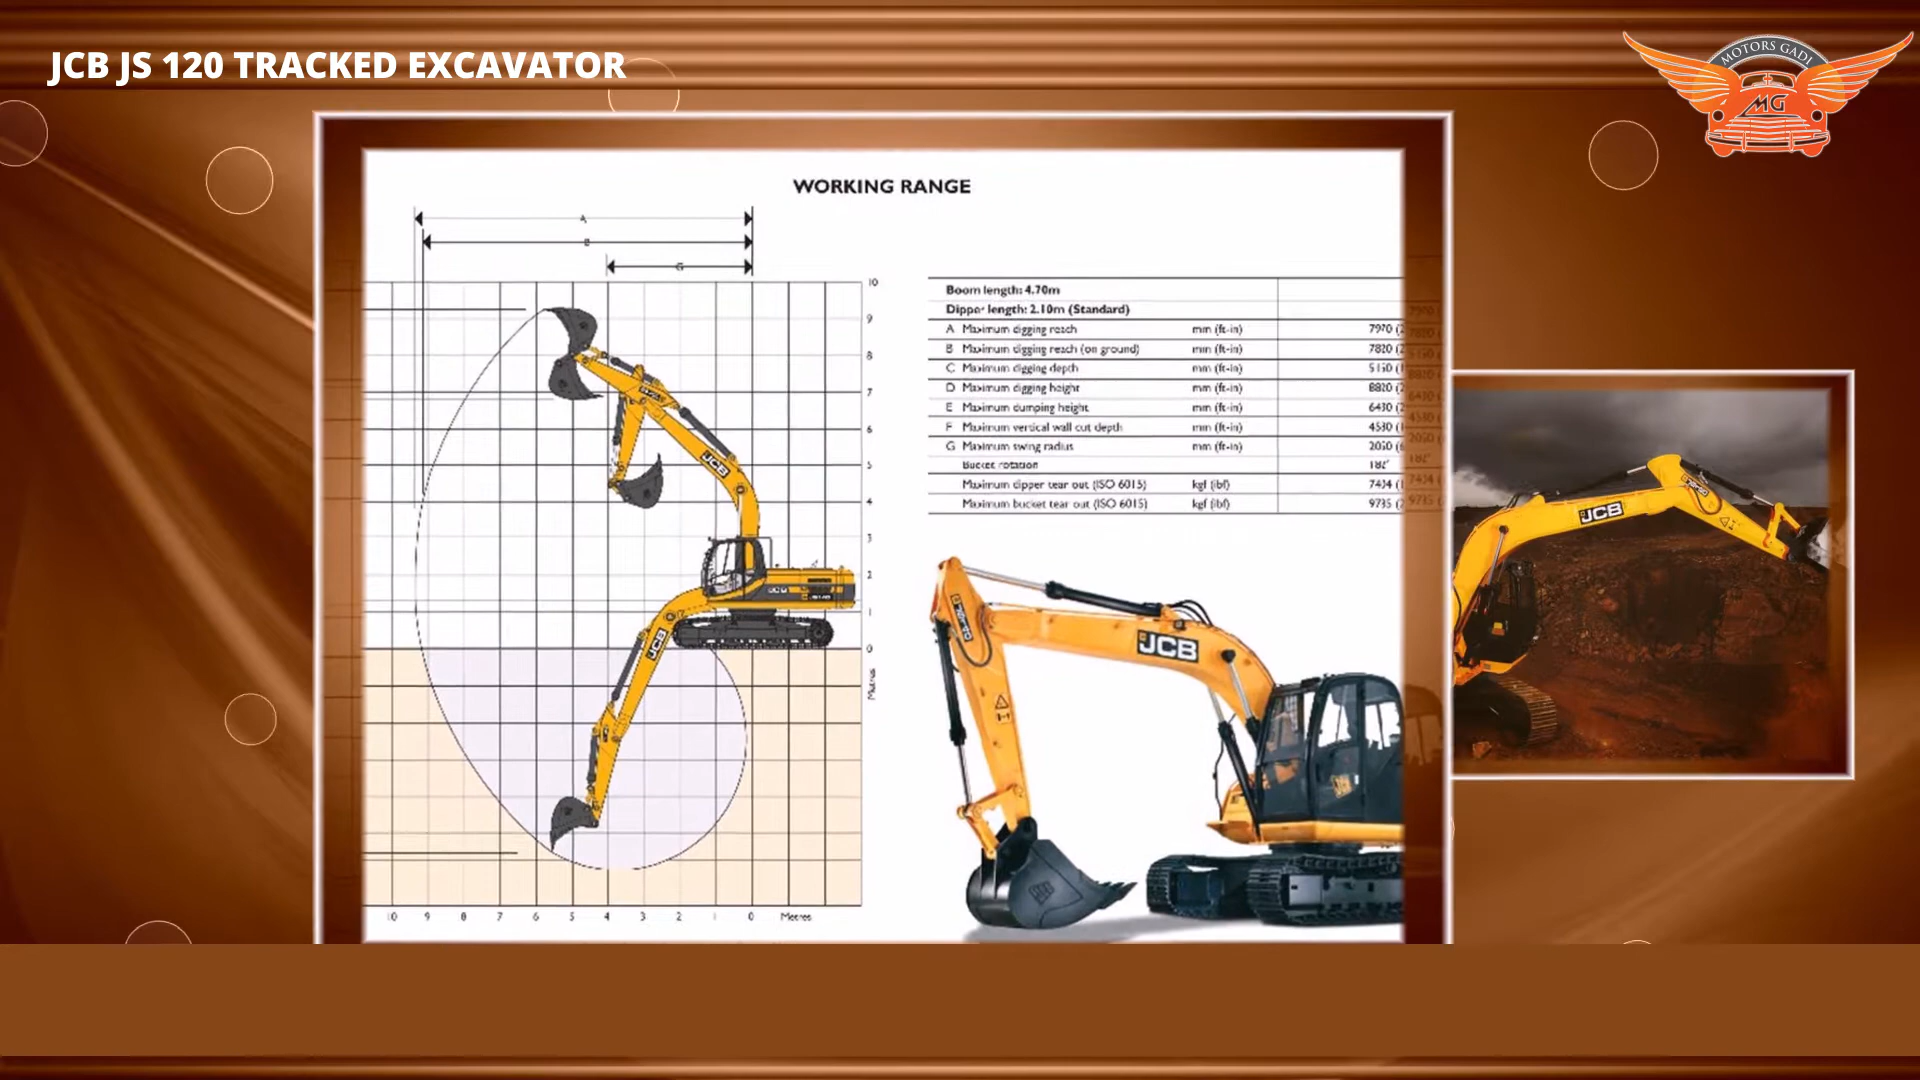 JCB JS 120 TRACKED EXCAVATOR
MOTORS GADI
MG
WORKING RANGE
A
B
G
10
9
8
7
6
5
4
3
2
1
0
Metres
10 9 8 7 6 5 4 3 2 1 0 Metres
Boom length: 4.70m
Dipper length: 2.10m (Standard)
A Maximum digging reach mm (ft-in) 7970 (2
B Maximum digging reach (on ground) mm (ft-in) 7820 (2
C Maximum digging depth mm (ft-in)
D Maximum digging height mm (ft-in) 8820 (2
E Maximum dumping height mm (ft-in)
F Maximum vertical wall cut depth mm (ft-in)
G Maximum swing radius mm (ft-in)
Bucket rotation 182°
Maximum dipper tear out (ISO 6015) kgf (lbf) 7434 (1
Maximum bucket tear out (ISO 6015) kgf (lbf) 9735 (2
JCB
JCB
JCB
JCB